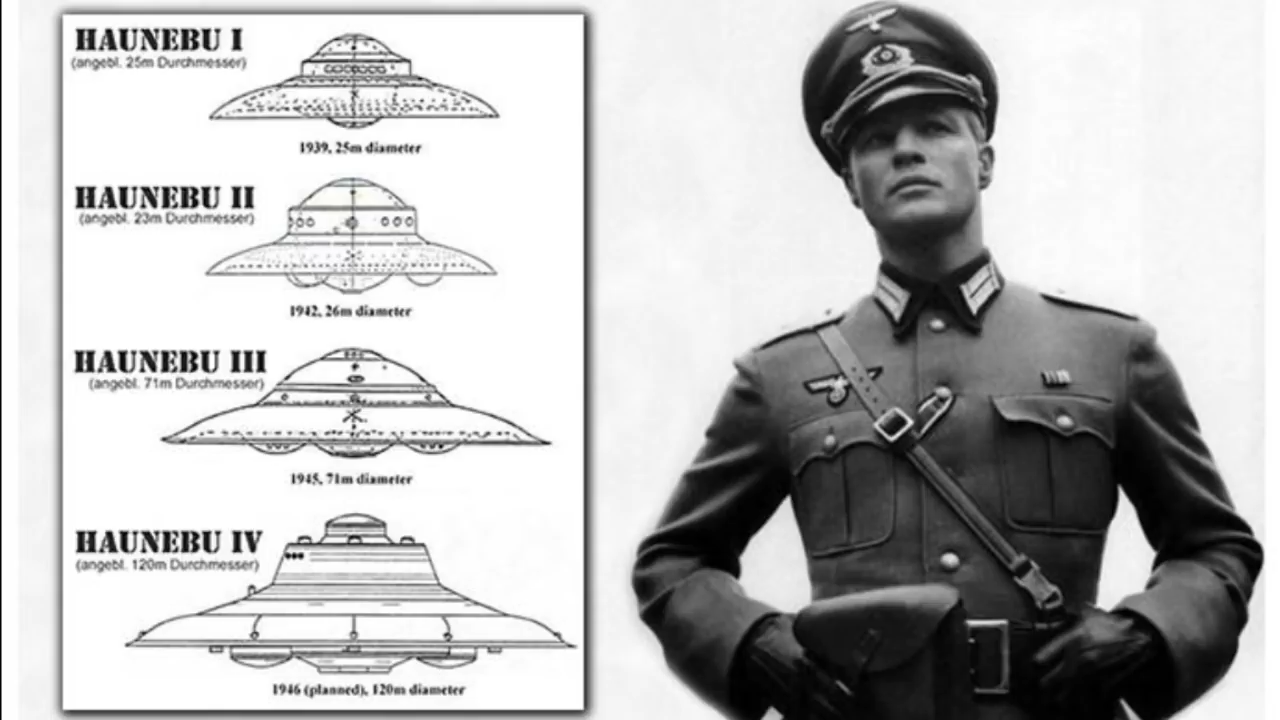 HAUNEBU I
(angebl. 25m Durchmesser)
1939, 25m diameter
HAUNEBU II
(angebl. 23m Durchmesser)
1942, 26m diameter
HAUNEBU III
(angebl. 71m Durchmesser)
1945, 71m diameter
HAUNEBU IV
(angebl. 120m Durchmesser)
1946 (planned), 120m diameter